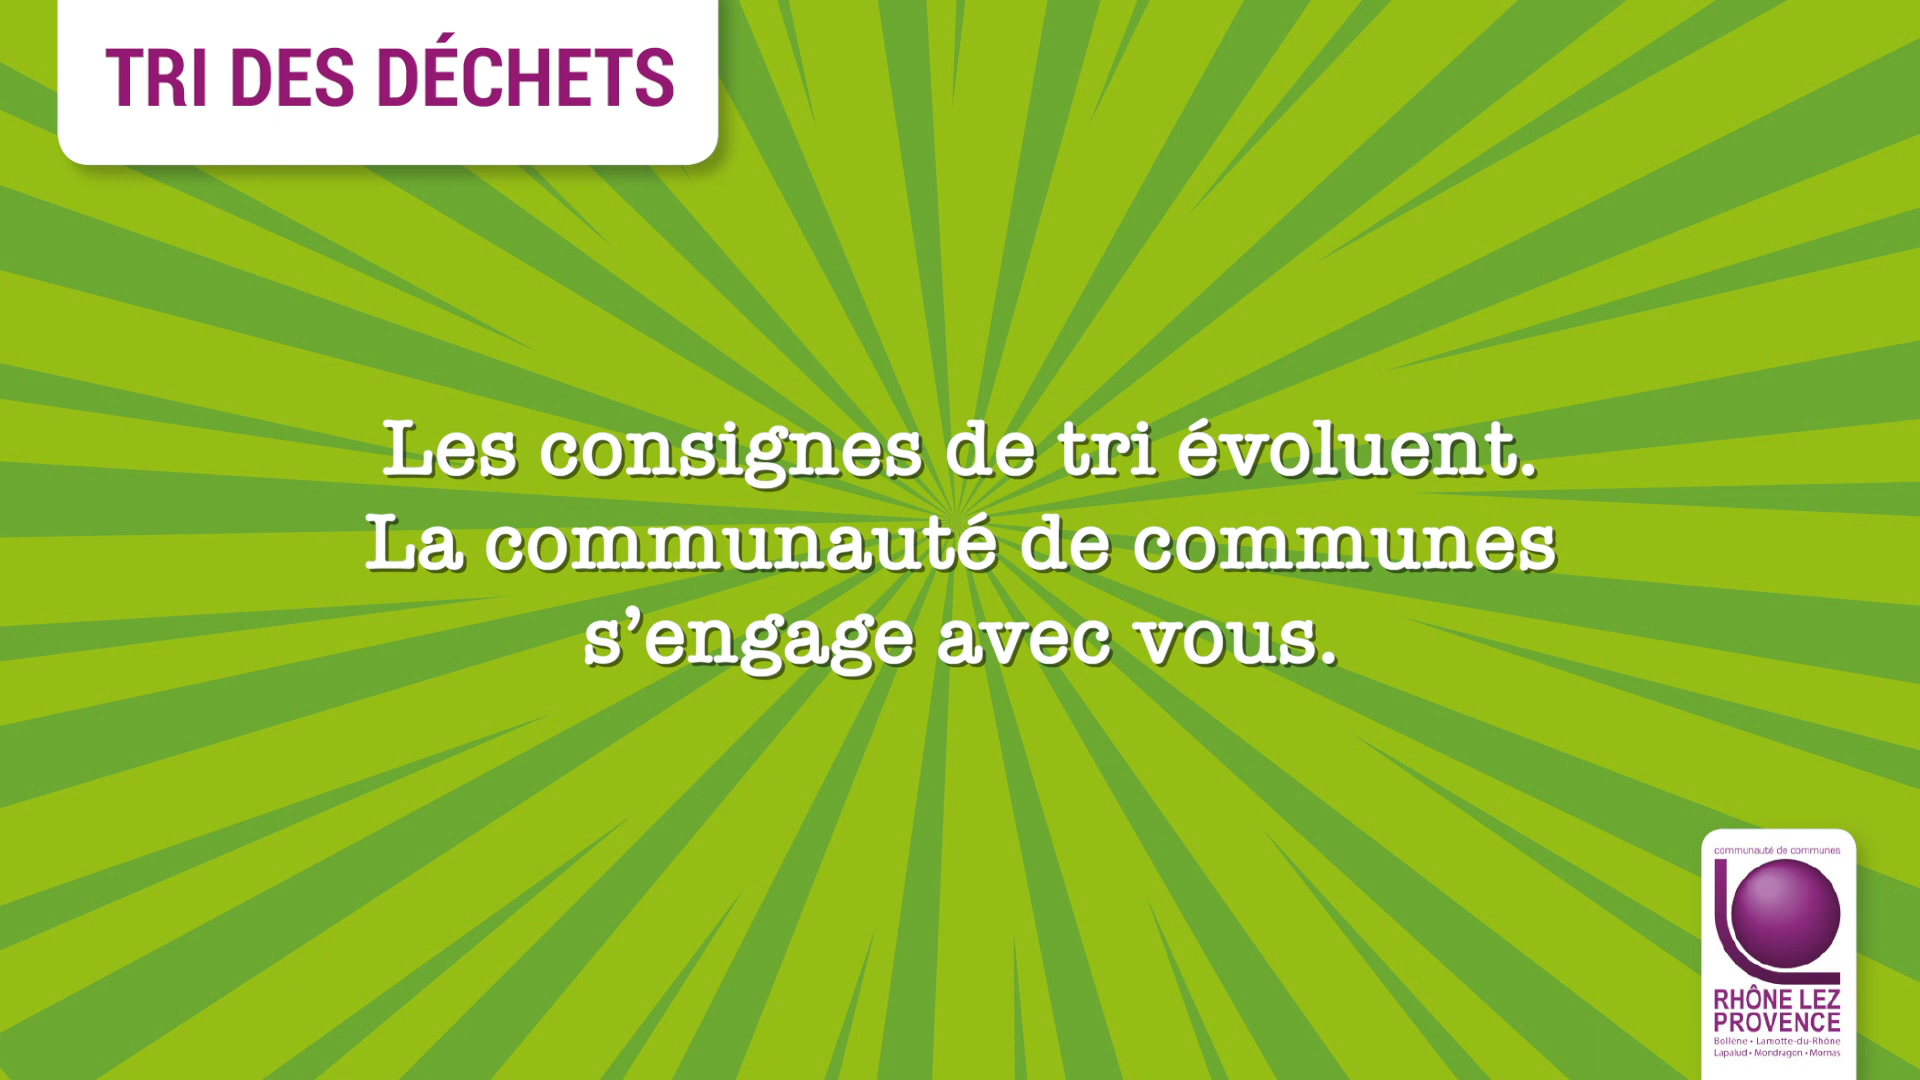 TRI DES DÉCHETS
Les consignes de tri évoluent.
La communauté de communes
s’engage avec vous.
communauté de communes
RHÔNE LEZ
PROVENCE
Bollène • Lamotte-du-Rhône
Lapalud • Mondragon • Mornas